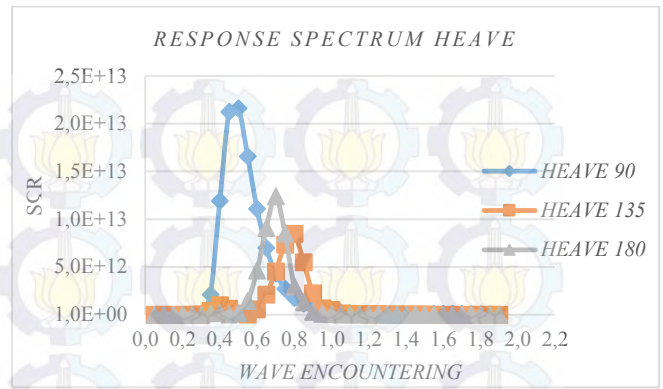 RESPONSE SPECTRUM HEAVE
2,5E+13
2,0E+13
1,5E+13
1,0E+13
5,0E+12
1,0E+00
SCR
0,0 0,2 0,4 0,6 0,8 1,0 1,2 1,4 1,6 1,8 2,0 2,2
WAVE ENCOUNTERING
HEAVE 90
HEAVE 135
HEAVE 180